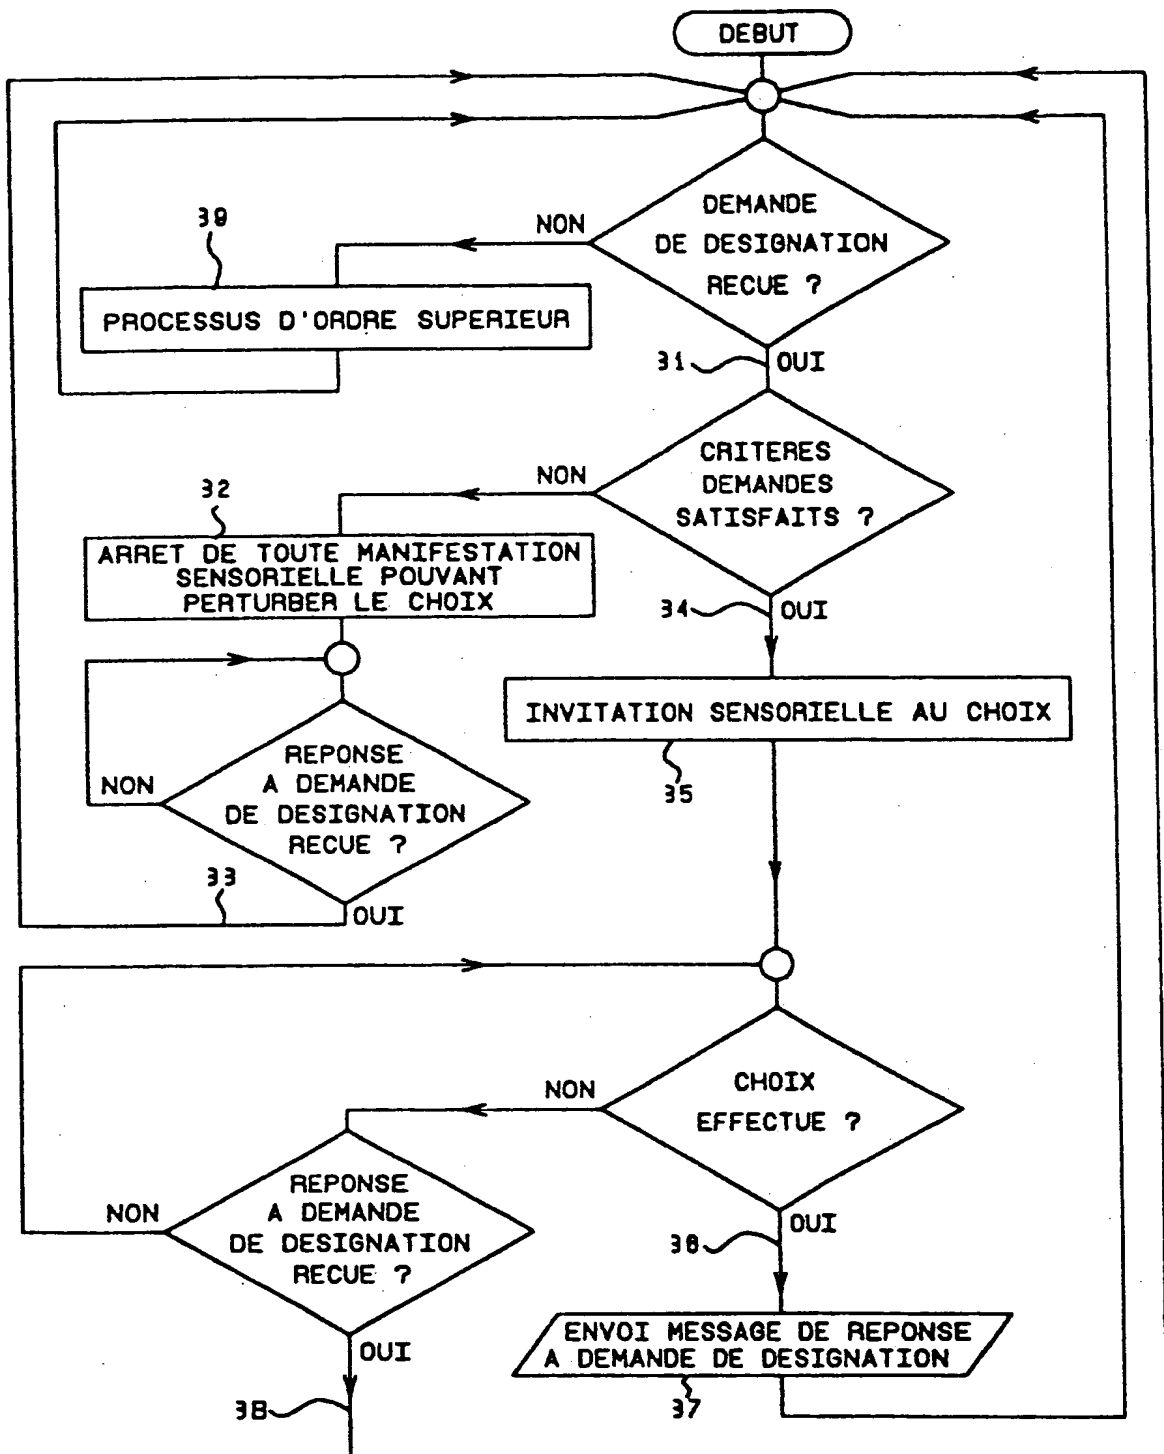 DEBUT
DEMANDE
DE DESIGNATION
RECUE ?
NON
39
PROCESSUS D'ORDRE SUPERIEUR
31
OUI
CRITERES
DEMANDES
SATISFAITS ?
NON
32
ARRET DE TOUTE MANIFESTATION
SENSORIELLE POUVANT
PERTURBER LE CHOIX
34
OUI
INVITATION SENSORIELLE AU CHOIX
35
REPONSE
A DEMANDE
DE DESIGNATION
RECUE ?
NON
33
OUI
CHOIX
EFFECTUE ?
NON
REPONSE
A DEMANDE
DE DESIGNATION
RECUE ?
NON
36
OUI
ENVOI MESSAGE DE REPONSE
A DEMANDE DE DESIGNATION
37
OUI
38